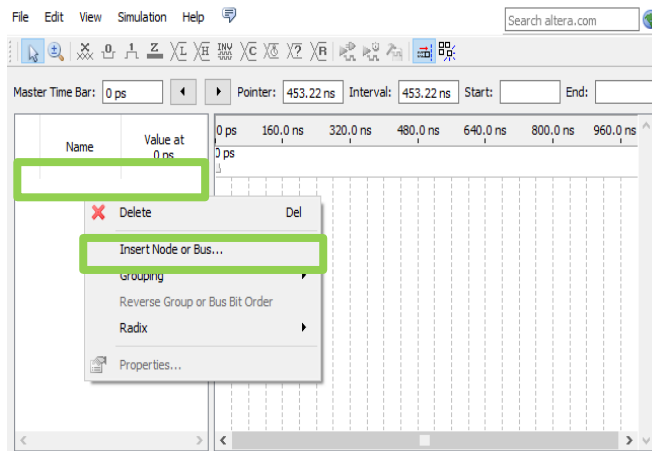 File Edit View Simulation Help
Search altera.com
Master Time Bar: 0 ps Pointer: 453.22 ns Interval: 453.22 ns Start: End:
Name Value at 0 ps
0 ps 160.0 ns 320.0 ns 480.0 ns 640.0 ns 800.0 ns 960.0 ns
0 ps
Delete Del
Insert Node or Bus...
Grouping
Reverse Group or Bus Bit Order
Radix
Properties...